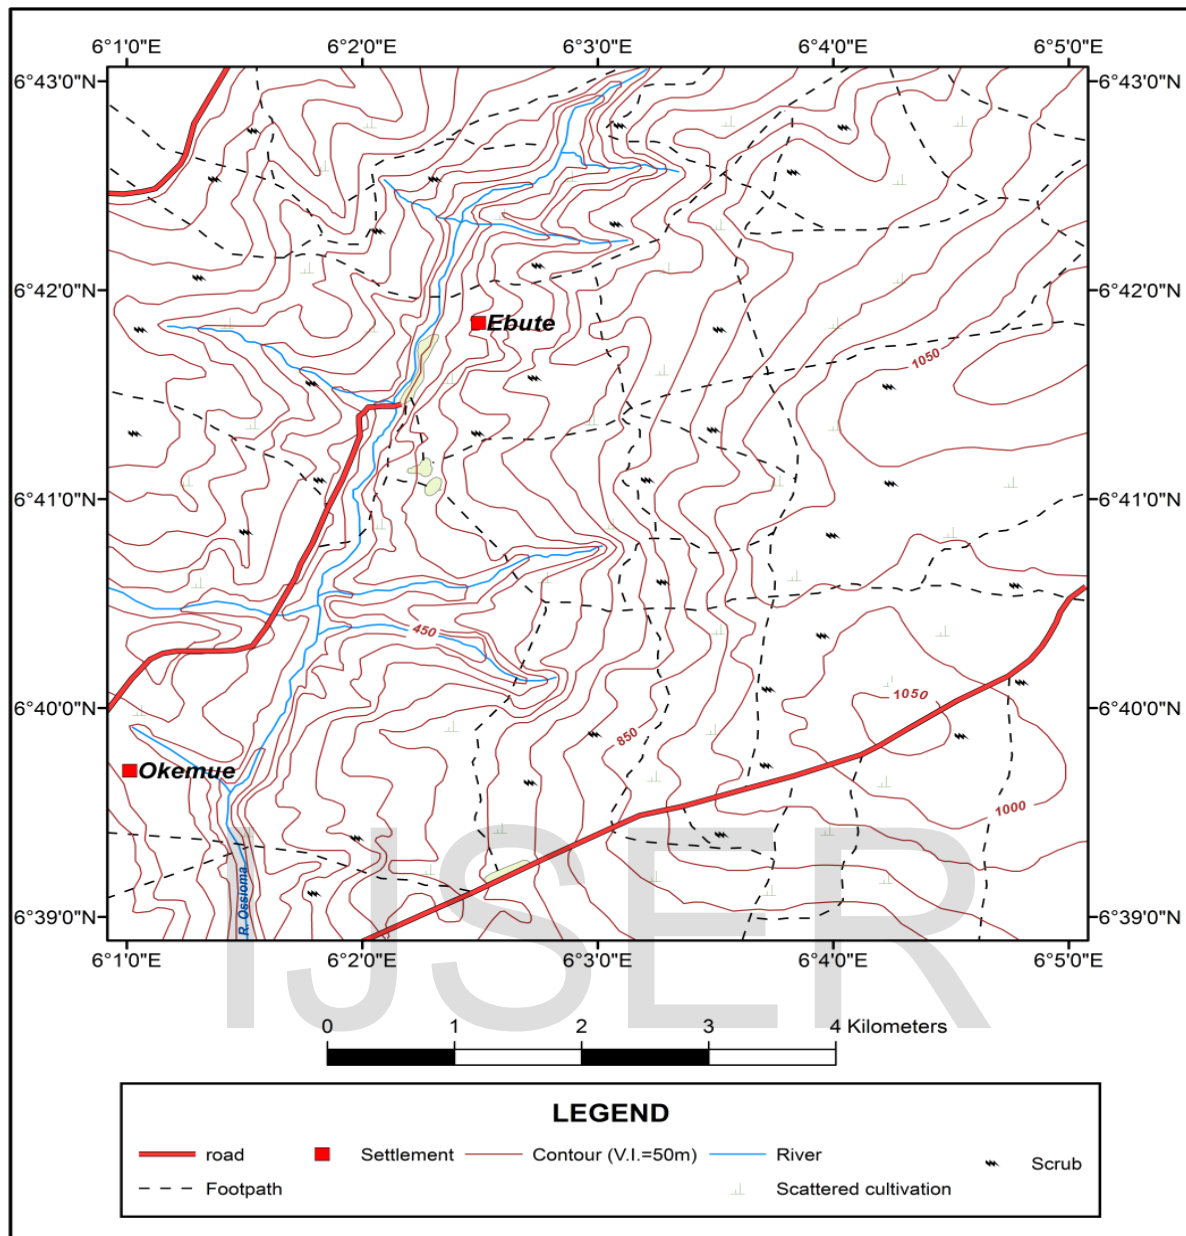 6°1'0"E 6°2'0"E 6°3'0"E 6°4'0"E 6°5'0"E
6°43'0"N 6°43'0"N
6°42'0"N 6°42'0"N
Ebute
1050
6°41'0"N 6°41'0"N
450
1050
6°40'0"N 6°40'0"N
850
Okemue
1000
R. Ossioma
6°39'0"N 6°39'0"N
6°1'0"E 6°2'0"E 6°3'0"E 6°4'0"E 6°5'0"E
IJSER
0 1 2 3 4 Kilometers
LEGEND
road Settlement Contour (V.I.=50m) River Scrub
Footpath Scattered cultivation